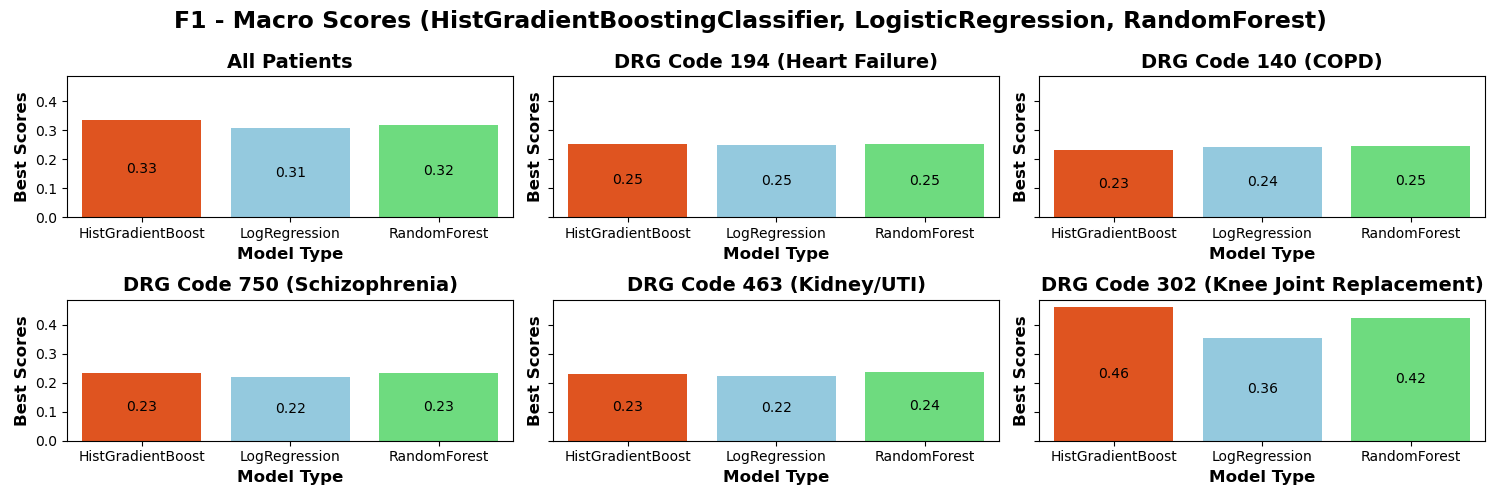 F1 - Macro Scores (HistGradientBoostingClassifier, LogisticRegression, RandomForest)
All Patients
Best Scores
0.4
0.3
0.2
0.1
0.0
0.33
0.31
0.32
HistGradientBoost LogRegression RandomForest
Model Type
DRG Code 194 (Heart Failure)
Best Scores
0.25
0.25
0.25
HistGradientBoost LogRegression RandomForest
Model Type
DRG Code 140 (COPD)
Best Scores
0.23
0.24
0.25
HistGradientBoost LogRegression RandomForest
Model Type
DRG Code 750 (Schizophrenia)
Best Scores
0.4
0.3
0.2
0.1
0.0
0.23
0.22
0.23
HistGradientBoost LogRegression RandomForest
Model Type
DRG Code 463 (Kidney/UTI)
Best Scores
0.23
0.22
0.24
HistGradientBoost LogRegression RandomForest
Model Type
DRG Code 302 (Knee Joint Replacement)
Best Scores
0.46
0.36
0.42
HistGradientBoost LogRegression RandomForest
Model Type